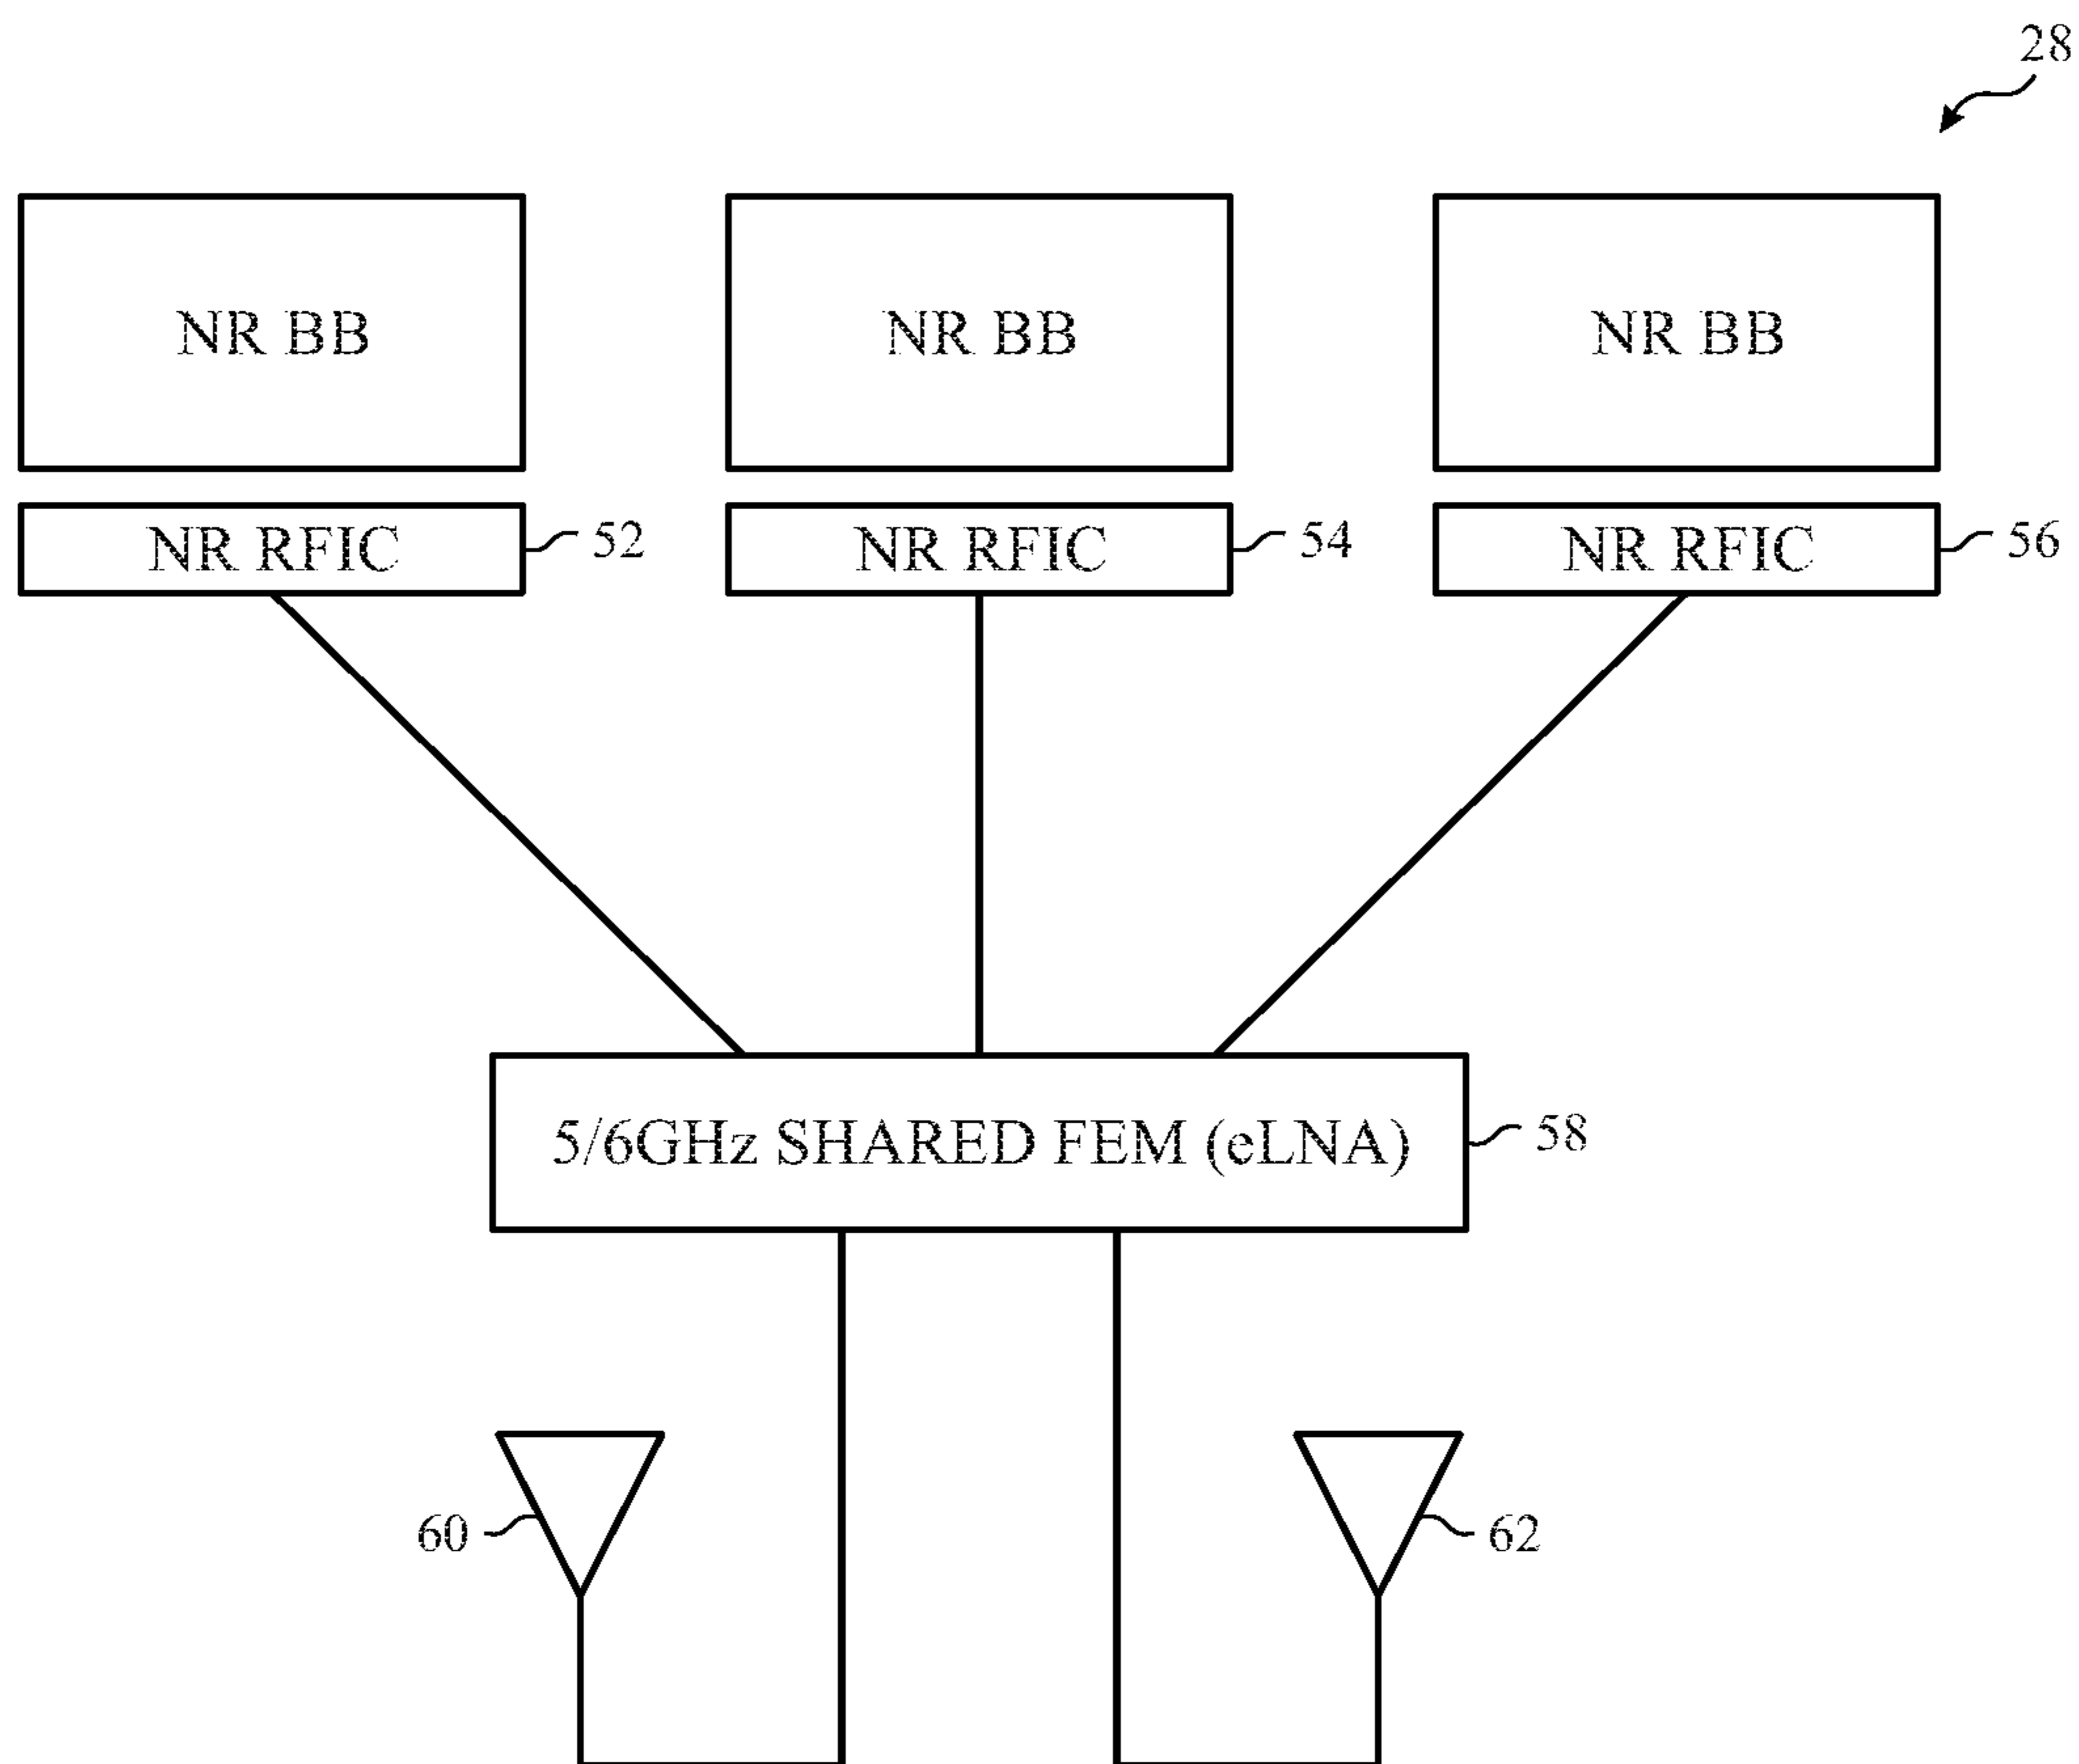 28
NR BB
NR BB
NR BB
NR RFIC
52
NR RFIC
54
NR RFIC
56
5/6GHz SHARED FEM (eLNA)
58
60
62